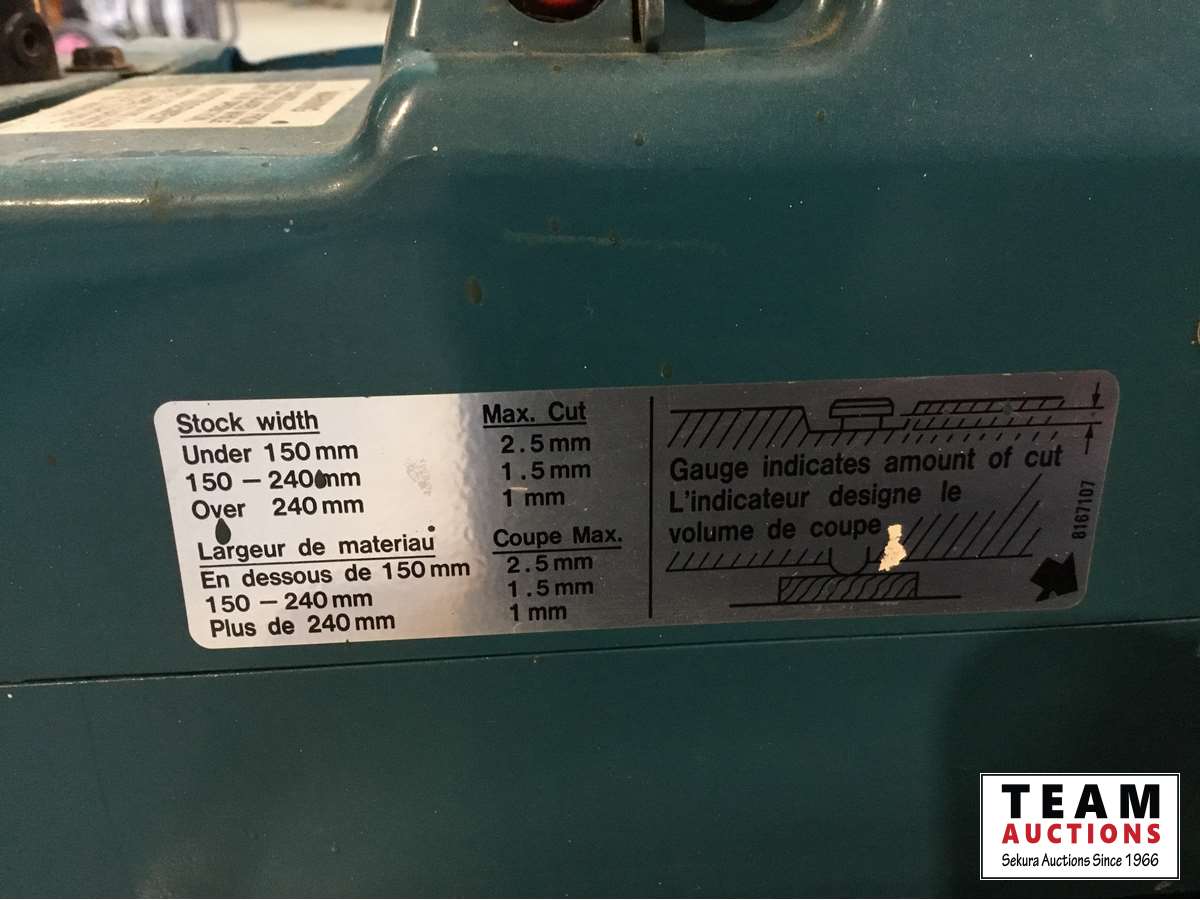 Stock width Max. Cut
Under 150 mm 2.5 mm
150 – 240 mm 1.5 mm
Over 240 mm 1 mm
Largeur de materiau Coupe Max.
En dessous de 150 mm 2.5 mm
150 – 240 mm 1.5 mm
Plus de 240 mm 1 mm
Gauge indicates amount of cut
L'indicateur designe le
volume de coupe
8167107
TEAM
AUCTIONS
Sekura Auctions Since 1966